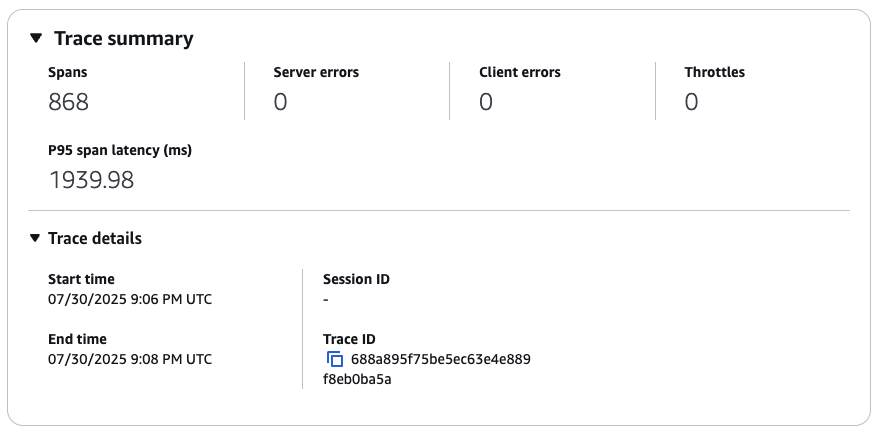 Trace summary
Spans
868
Server errors
0
Client errors
0
Throttles
0
P95 span latency (ms)
1939.98
Trace details
Start time
07/30/2025 9:06 PM UTC
End time
07/30/2025 9:08 PM UTC
Session ID
-
Trace ID
688a895f75be5ec63e4e889
f8eb0ba5a